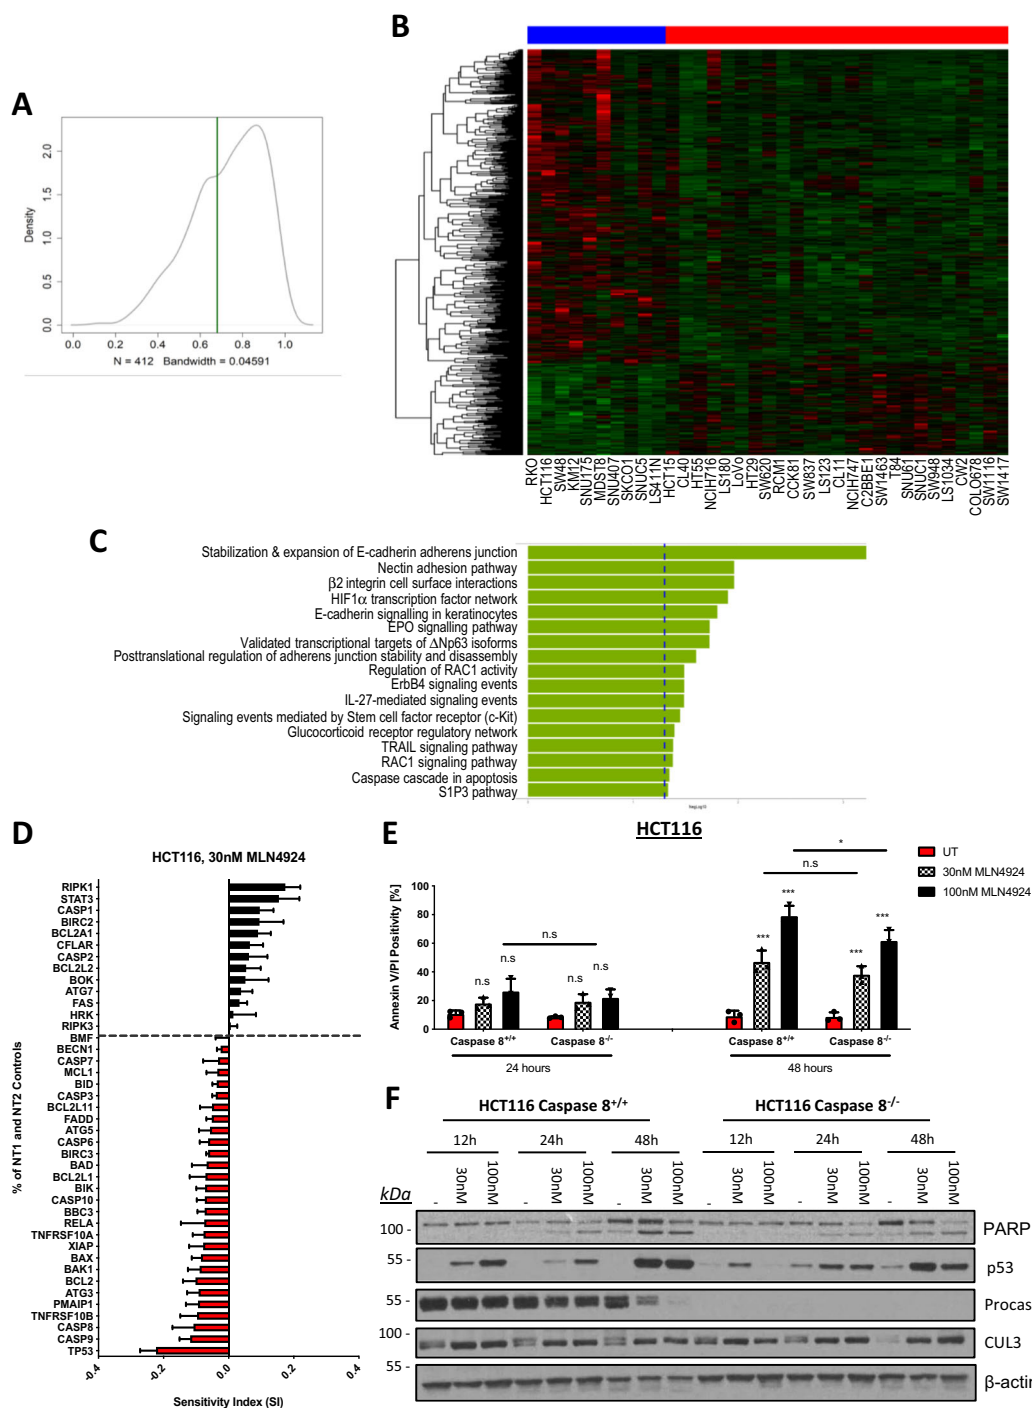 A
Density
0.0
0.5
1.0
1.5
2.0
0.0 0.2 0.4 0.6 0.8 1.0
N = 412 Bandwidth = 0.04591
B
RKO
HCT116
SW48
KM12
SNU175
MDST8
SNU407
SKCO1
SNUC5
LS411N
HCT15
CL40
HT55
NCIH716
LS180
LoVo
HT29
SW620
RCM1
CCK81
SW837
LS123
CL11
NCIH747
C2BBE1
SW1463
T84
SNU61
SNUC1
SW948
LS1034
CW2
COLO678
SW1116
SW1417
C
Stabilization & expansion of E-cadherin adherens junction
Nectin adhesion pathway
β2 integrin cell surface interactions
HIF1α transcription factor network
E-cadherin signalling in keratinocytes
EPO signalling pathway
Validated transcriptional targets of ΔNp63 isoforms
Posttranslational regulation of adherens junction stability and disassembly
Regulation of RAC1 activity
ErbB4 signaling events
IL-27-mediated signaling events
Signaling events mediated by Stem cell factor receptor (c-Kit)
Glucocorticoid receptor regulatory network
TRAIL signaling pathway
RAC1 signaling pathway
Caspase cascade in apoptosis
S1P3 pathway
D
HCT116, 30nM MLN4924
% of NT1 and NT2 Controls
RIPK1
STAT3
CASP1
BIRC2
BCL2A1
CFLAR
CASP2
BCL2L2
BOK
ATG7
FAS
HRK
RIPK3
BMF
BECN1
CASP7
MCL1
BID
CASP3
BCL2L11
FADD
ATG5
CASP6
BIRC3
BAD
BCL2L1
BIK
CASP10
BBC3
RELA
TNFRSF10A
XIAP
BAX
BAK1
BCL2
ATG3
PMAIP1
TNFRSF10B
CASP8
CASP9
TP53
-0.4 -0.2 0.0 0.2 0.4
Sensitivity Index (SI)
E
HCT116
UT
30nM MLN4924
100nM MLN4924
Annexin V/PI Positivity [%]
100
80
60
40
20
0
n.s
n.s
n.s
n.s
n.s
n.s
*
***
***
***
***
Caspase 8+/+ Caspase 8-/- Caspase 8+/+ Caspase 8-/-
24 hours 48 hours
F
HCT116 Caspase 8+/+ HCT116 Caspase 8-/-
12h 24h 48h 12h 24h 48h
kDa
- 30nM 100nM - 30nM 100nM - 30nM 100nM - 30nM 100nM - 30nM 100nM - 30nM 100nM
100 - PARP
55 - p53
55 - Procas
100 - CUL3
55 -
β-actin